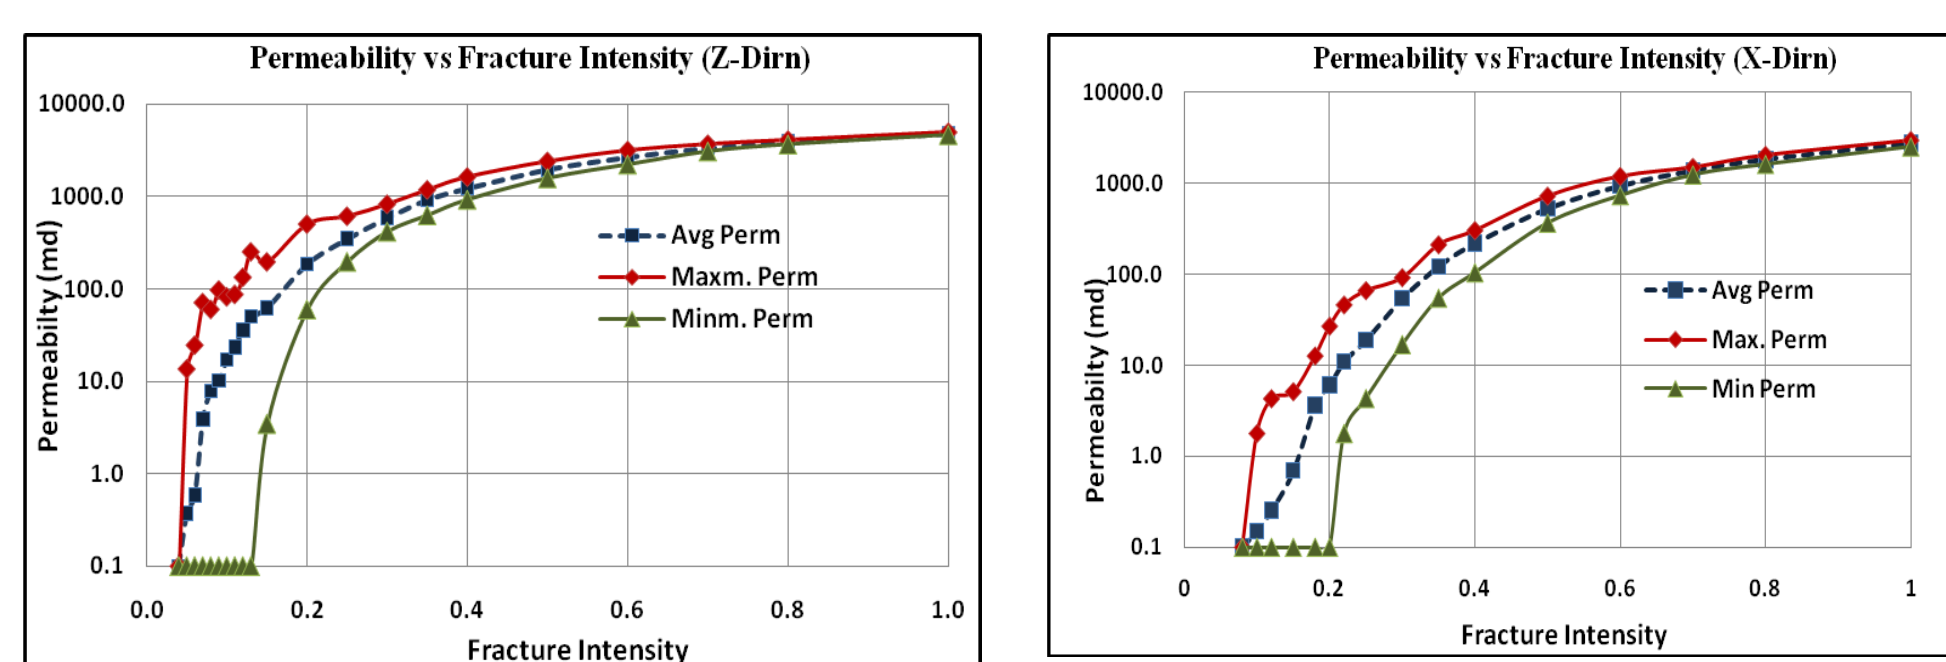 Permeability vs Fracture Intensity (Z-Dirn)
10000.0
1000.0
100.0
10.0
1.0
0.1
Permeabilty (md)
Avg Perm
Maxm. Perm
Minm. Perm
0.0 0.2 0.4 0.6 0.8 1.0
Fracture Intensity
Permeability vs Fracture Intensity (X-Dirn)
10000.0
1000.0
100.0
10.0
1.0
0.1
Permeabilty (md)
Avg Perm
Max. Perm
Min Perm
0 0.2 0.4 0.6 0.8 1
Fracture Intensity